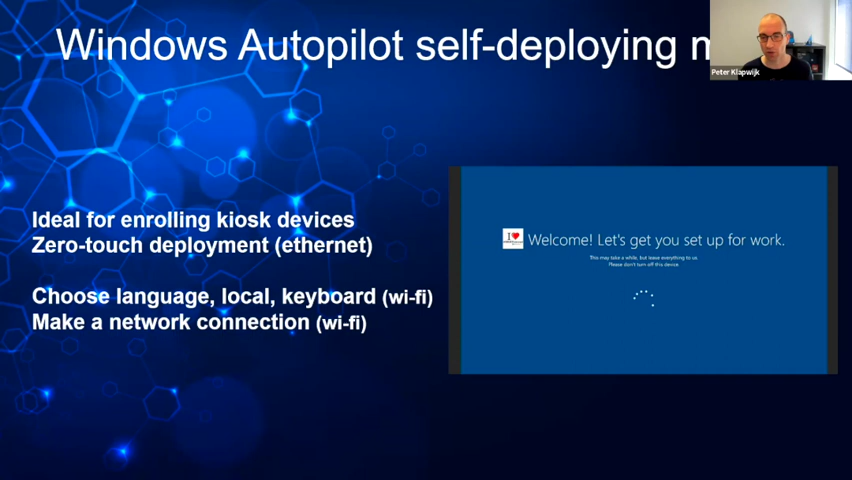 Windows Autopilot self-deploying m
Peter Klapwijk
Ideal for enrolling kiosk devices
Zero-touch deployment (ethernet)
Choose language, local, keyboard (wi-fi)
Make a network connection (wi-fi)
I
Welcome! Let's get you set up for work.
This may take a while, but leave everything to us.
Please don't turn off this device.